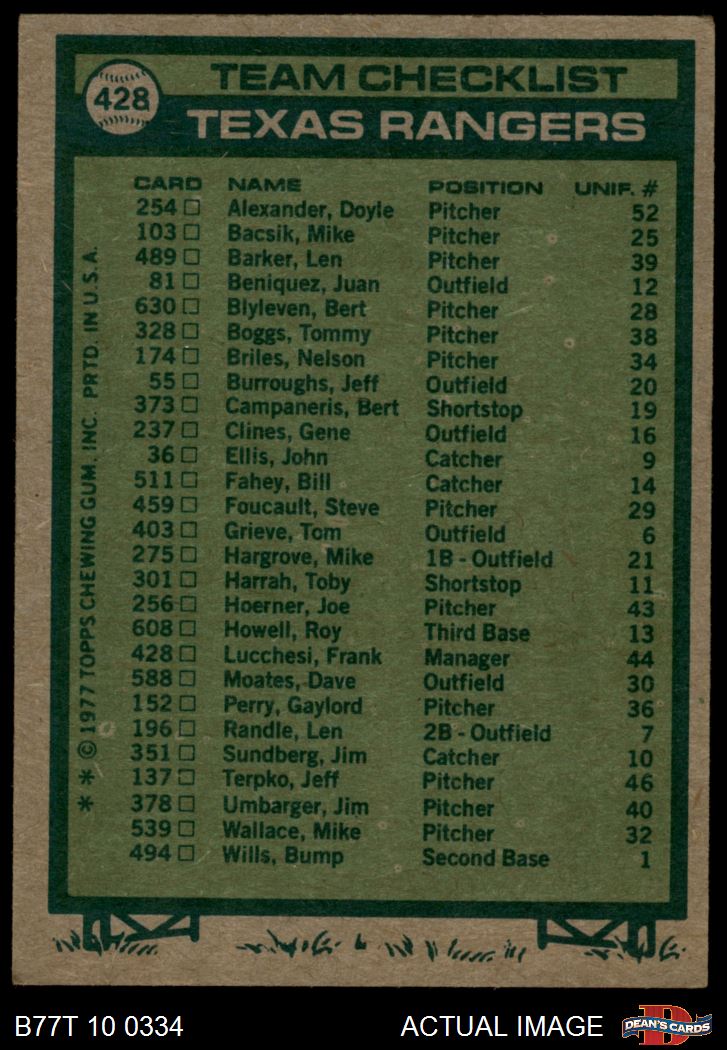 428
TEAM CHECKLIST
TEXAS RANGERS
CARD NAME POSITION UNIF. #
254 Alexander, Doyle Pitcher 52
103 Bacsik, Mike Pitcher 25
489 Barker, Len Pitcher 39
81 Beniquez, Juan Outfield 12
630 Blyleven, Bert Pitcher 28
328 Boggs, Tommy Pitcher 38
174 Briles, Nelson Pitcher 34
55 Burroughs, Jeff Outfield 20
373 Campaneris, Bert Shortstop 19
237 Clines, Gene Outfield 16
36 Ellis, John Catcher 9
511 Fahey, Bill Catcher 14
459 Foucault, Steve Pitcher 29
403 Grieve, Tom Outfield 6
275 Hargrove, Mike 1B - Outfield 21
301 Harrah, Toby Shortstop 11
256 Hoerner, Joe Pitcher 43
608 Howell, Roy Third Base 13
428 Lucchesi, Frank Manager 44
588 Moates, Dave Outfield 30
152 Perry, Gaylord Pitcher 36
196 Randle, Len 2B - Outfield 7
351 Sundberg, Jim Catcher 10
137 Terpko, Jeff Pitcher 46
378 Umbarger, Jim Pitcher 40
539 Wallace, Mike Pitcher 32
494 Wills, Bump Second Base 1
* * © 1977 TOPPS CHEWING GUM, INC. PRTD. IN U.S.A.
B77T 10 0334 ACTUAL IMAGE
D
DEAN'S CARDS